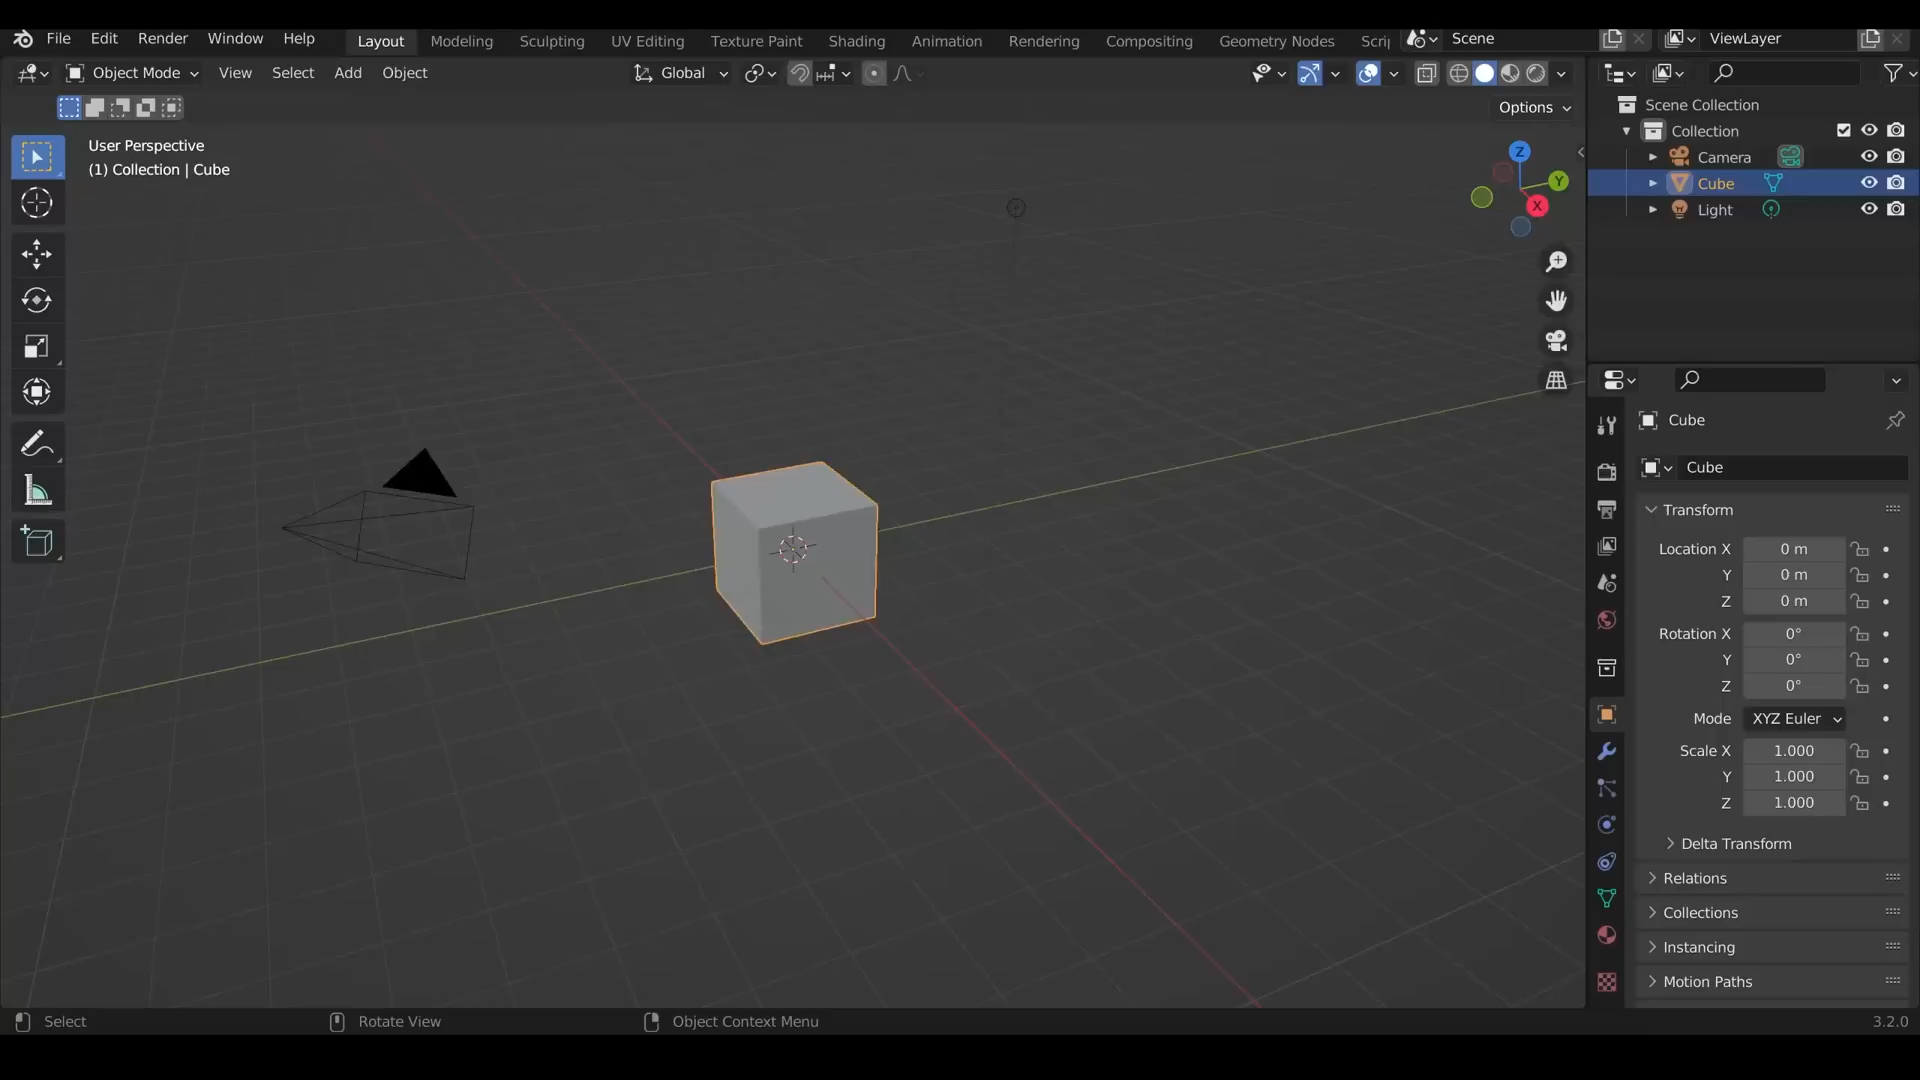 File Edit Render Window Help Layout Modeling Sculpting UV Editing Texture Paint Shading Animation Rendering Compositing Geometry Nodes Scrip Scene ViewLayer
Object Mode View Select Add Object Global
Options
User Perspective
(1) Collection | Cube
Z
Y
X
Scene Collection
Collection
Camera
Cube
Light
Cube
Cube
Transform
Location X 0 m
Y 0 m
Z 0 m
Rotation X 0°
Y 0°
Z 0°
Mode XYZ Euler
Scale X 1.000
Y 1.000
Z 1.000
Delta Transform
Relations
Collections
Instancing
Motion Paths
Select Rotate View Object Context Menu 3.2.0